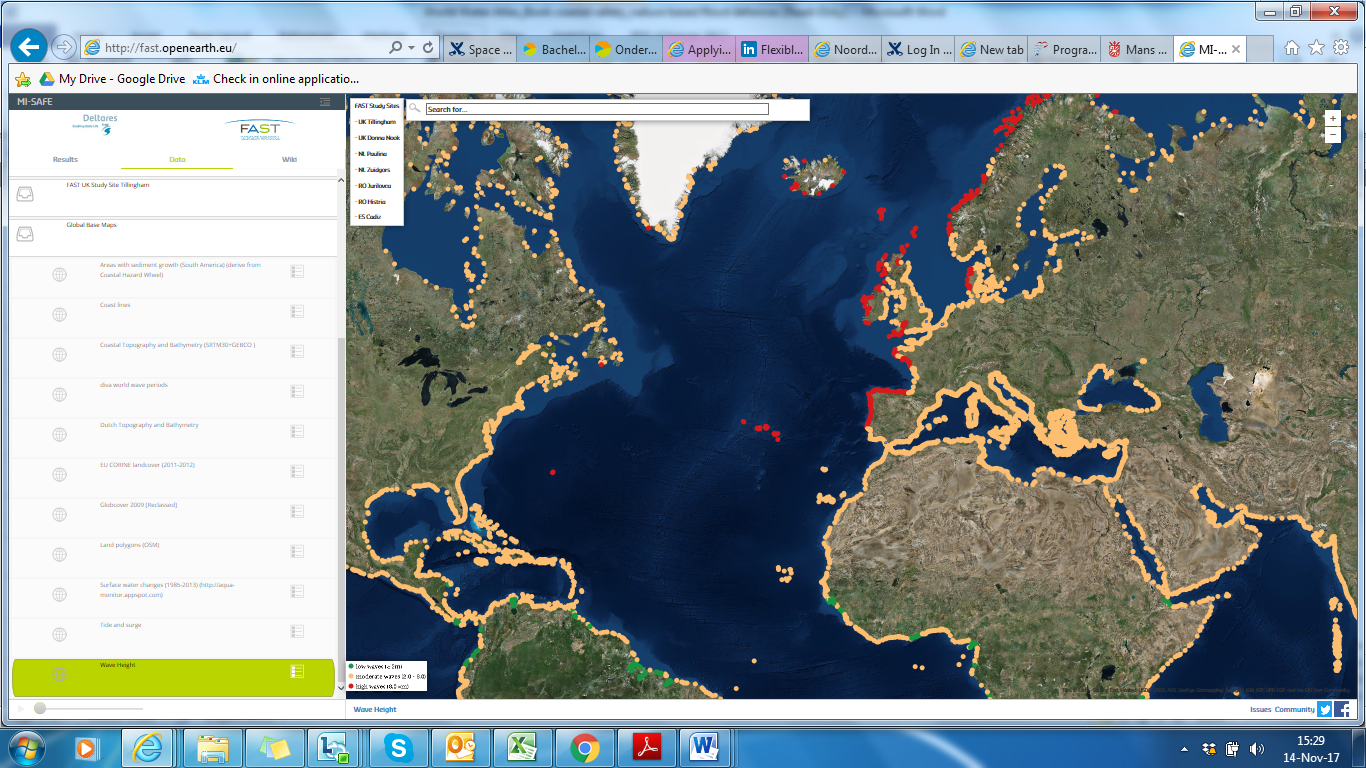 http://fast.openearth.eu/
Space ...
Bachel...
Onder...
Applyi...
Flexibl...
Noord...
Log In ...
New tab
Progra...
Mans ...
MI-...
My Drive - Google Drive
Check in online applicatio...
MI-SAFE
Deltares
FAST
Results
Data
Wiki
FAST UK Study Site Tillingham
Global Base Maps
Areas with sediment growth (South America) (derive from
Coastal Hazard Wheel)
Coast lines
Coastal Topography and Bathymetry (SRTM30+GEBCO )
diva world wave periods
Dutch Topography and Bathymetry
EU CORINE landcover (2011-2012)
Globcover 2009 [Reclassed]
Land polygons (OSM)
Surface water changes (1985-2013) (http://aqua-
monitor.appspot.com)
Tide and surge
Wave Height
FAST Study Sites
- UK Tillingham
- UK Donna Nook
- NL Paulina
- NL Zuidgors
- RO Jurilovca
- RO Histria
- ES Cadiz
Search for...
+
−
low waves
moderate waves (2.0 - 8.0)
high waves
Wave Height
Issues
Community
15:29
14-Nov-17